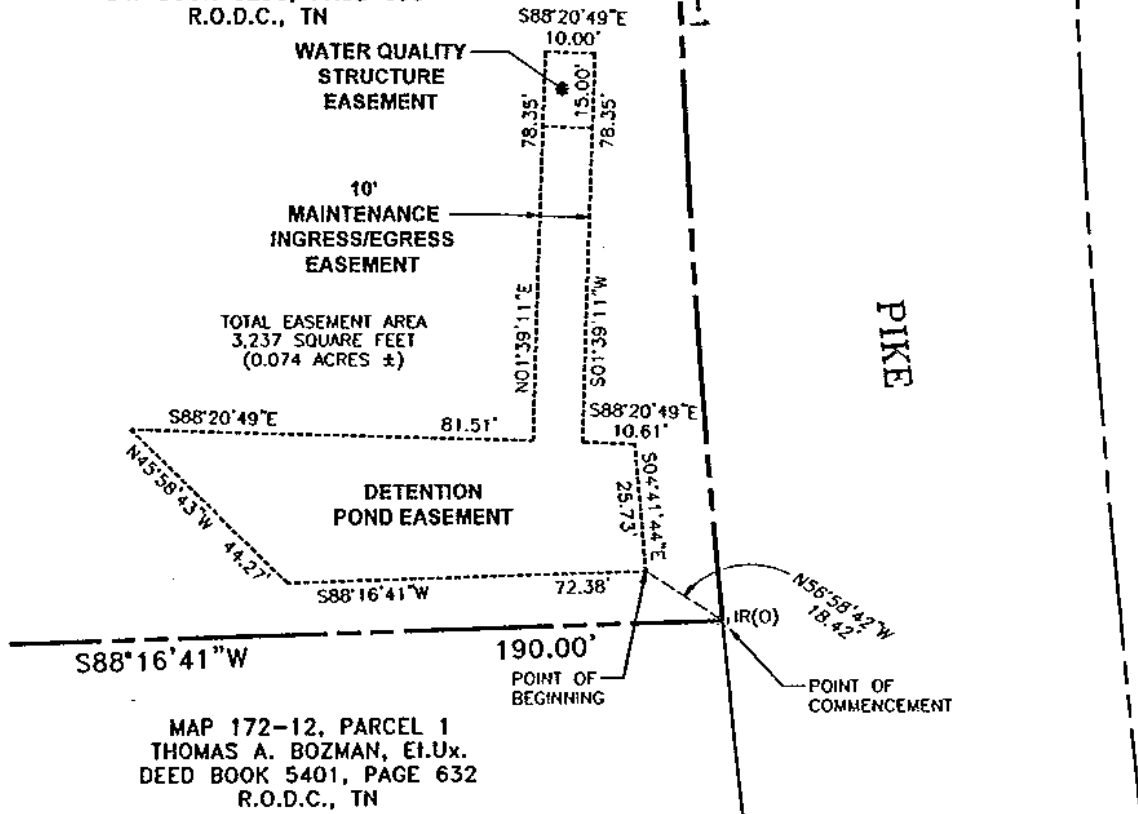 R.O.D.C., TN
S88°20'49"E
10.00'
WATER QUALITY
STRUCTURE
EASEMENT
15.00'
78.35'
78.35'
10'
MAINTENANCE
INGRESS/EGRESS
EASEMENT
PIKE
TOTAL EASEMENT AREA
3,237 SQUARE FEET
(0.074 ACRES ±)
N01°39'11"E
S01°39'11"W
S88°20'49"E
81.51'
S88°20'49"E
10.61'
N45°58'43"W
44.27'
DETENTION
POND EASEMENT
S04°41'44"E
25.73'
S88°16'41"W
72.38'
N56°58'42"W
18.42'
IR(O)
S88°16'41"W
190.00'
POINT OF
BEGINNING
POINT OF
COMMENCEMENT
MAP 172-12, PARCEL 1
THOMAS A. BOZMAN, Et.Ux.
DEED BOOK 5401, PAGE 632
R.O.D.C., TN